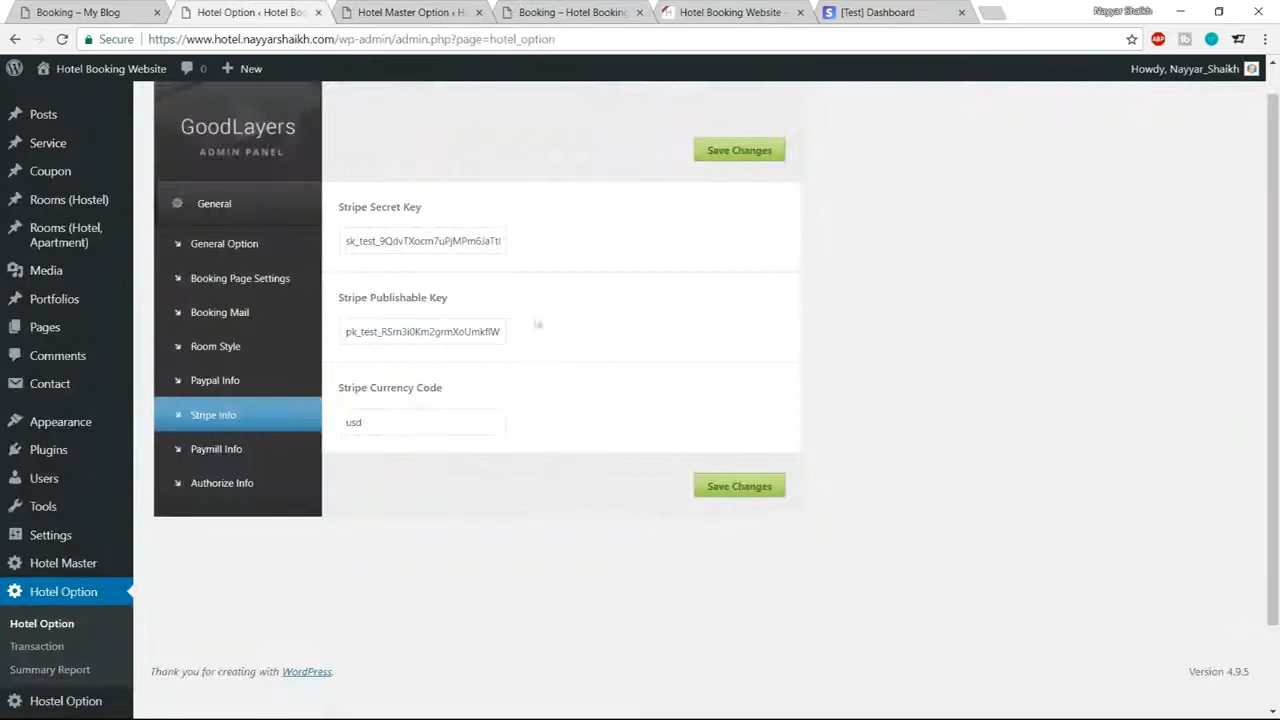 Booking – My Blog
Hotel Option ‹ Hotel Boo
Hotel Master Option ‹ H
Booking – Hotel Booking
Hotel Booking Website –
[Test] Dashboard
Nayyar Shaikh
Secure
https://www.hotel.nayyarshaikh.com/wp-admin/admin.php?page=hotel_option
ABP
Hotel Booking Website
0
New
Howdy, Nayyar_Shaikh
Posts
Service
Coupon
Rooms (Hostel)
Rooms (Hotel,
Apartment)
Media
Portfolios
Pages
Comments
Contact
Appearance
Plugins
Users
Tools
Settings
Hotel Master
Hotel Option
Hotel Option
Transaction
Summary Report
Hostel Option
GoodLayers
ADMIN PANEL
General
General Option
Booking Page Settings
Booking Mail
Room Style
Paypal Info
Stripe Info
Paymill Info
Authorize Info
Save Changes
Stripe Secret Key
Stripe Publishable Key
Stripe Currency Code
usd
Save Changes
Thank you for creating with WordPress.
Version 4.9.5